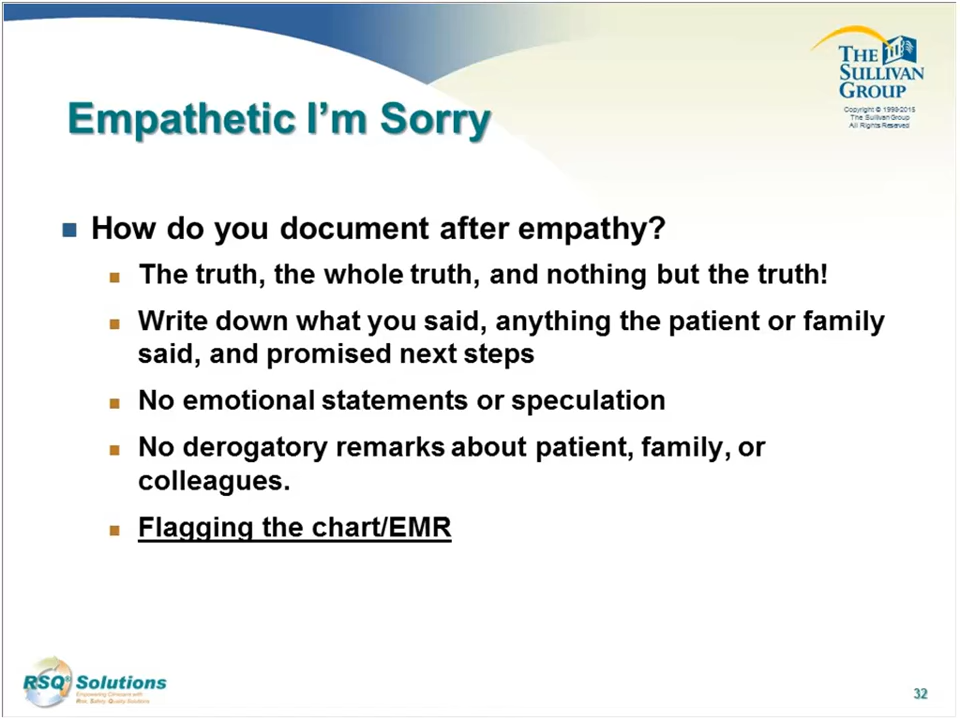 THE
SULLIVAN
GROUP
Copyright © 1998-2015
The Sullivan Group
All Rights Reserved
Empathetic I'm Sorry
How do you document after empathy?
The truth, the whole truth, and nothing but the truth!
Write down what you said, anything the patient or family
said, and promised next steps
No emotional statements or speculation
No derogatory remarks about patient, family, or
colleagues.
Flagging the chart/EMR
RSQ® Solutions
Empowering Clinicians with
Risk, Safety, Quality Solutions
32